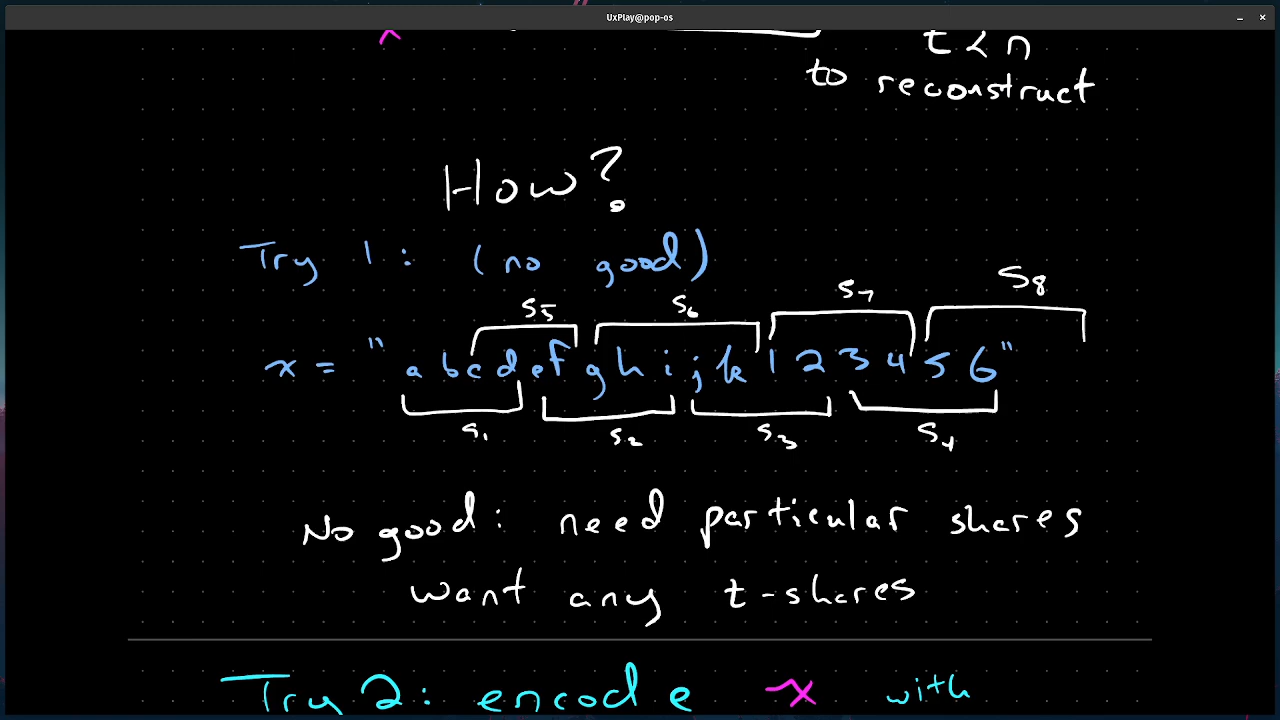 UxPlay@pop-os
t < n
to reconstruct
How?
Try 1: (no good)
S5 S6 S7 S8
x = "abcdefghijk123456"
S1 S2 S3 S4
No good: need particular shares
want any t-shares
Try 2: encode x with